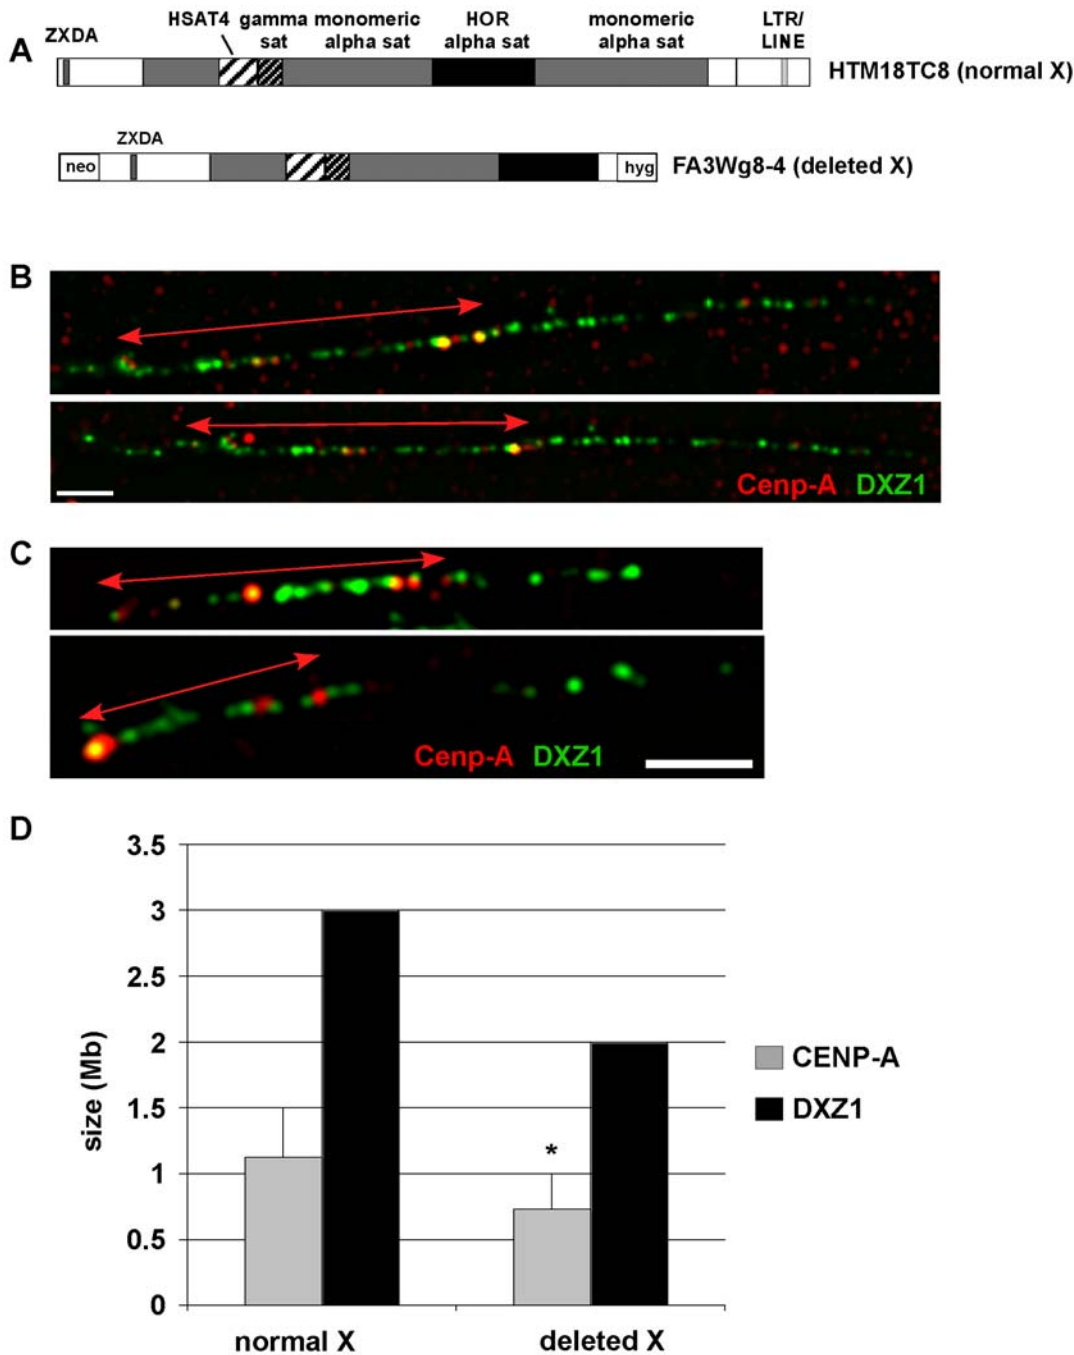 A
ZXDA
HSAT4 gamma sat
monomeric alpha sat
HOR alpha sat
monomeric alpha sat
LTR/ LINE
HTM18TC8 (normal X)
ZXDA
neo
hyg
FA3Wg8-4 (deleted X)
B
Cenp-A DXZ1
C
Cenp-A DXZ1
D
3.5
3
2.5
2
1.5
1
0.5
0
size (Mb)
*
CENP-A
DXZ1
normal X
deleted X